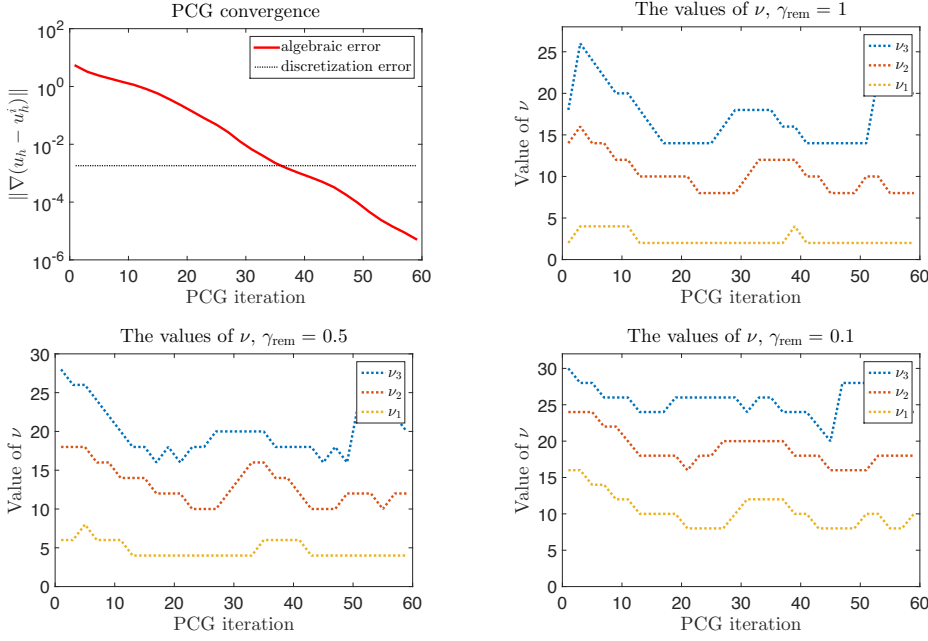 PCG convergence
10^2
10^0
10^-2
10^-4
10^-6
‖∇(u_h − u_h^i)‖
algebraic error
discretization error
0 10 20 30 40 50 60
PCG iteration
The values of ν, γ_rem = 1
25
20
15
10
5
0
Value of ν
ν_3
ν_2
ν_1
0 10 20 30 40 50 60
PCG iteration
The values of ν, γ_rem = 0.5
30
25
20
15
10
5
0
Value of ν
ν_3
ν_2
ν_1
0 10 20 30 40 50 60
PCG iteration
The values of ν, γ_rem = 0.1
30
25
20
15
10
5
0
Value of ν
ν_3
ν_2
ν_1
0 10 20 30 40 50 60
PCG iteration